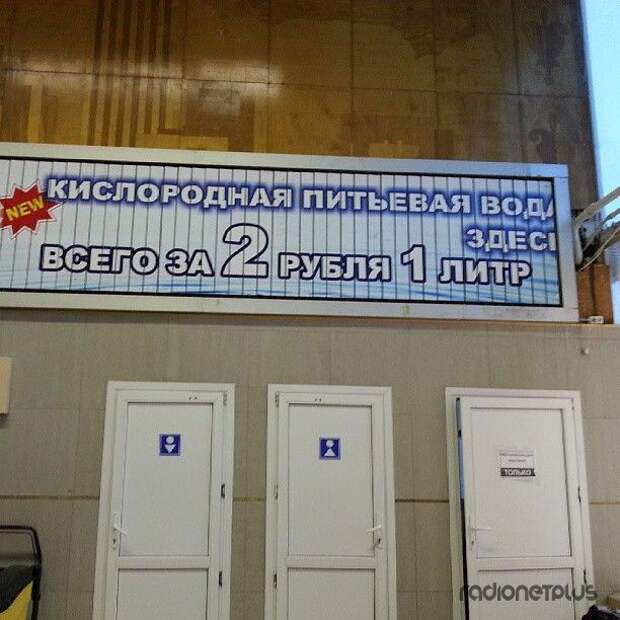 NEW
КИСЛОРОДНАЯ ПИТЬЕВАЯ ВОДА
ЗДЕСЬ
ВСЕГО ЗА 2 РУБЛЯ 1 ЛИТР
ТОЛЬКО
radionetplus